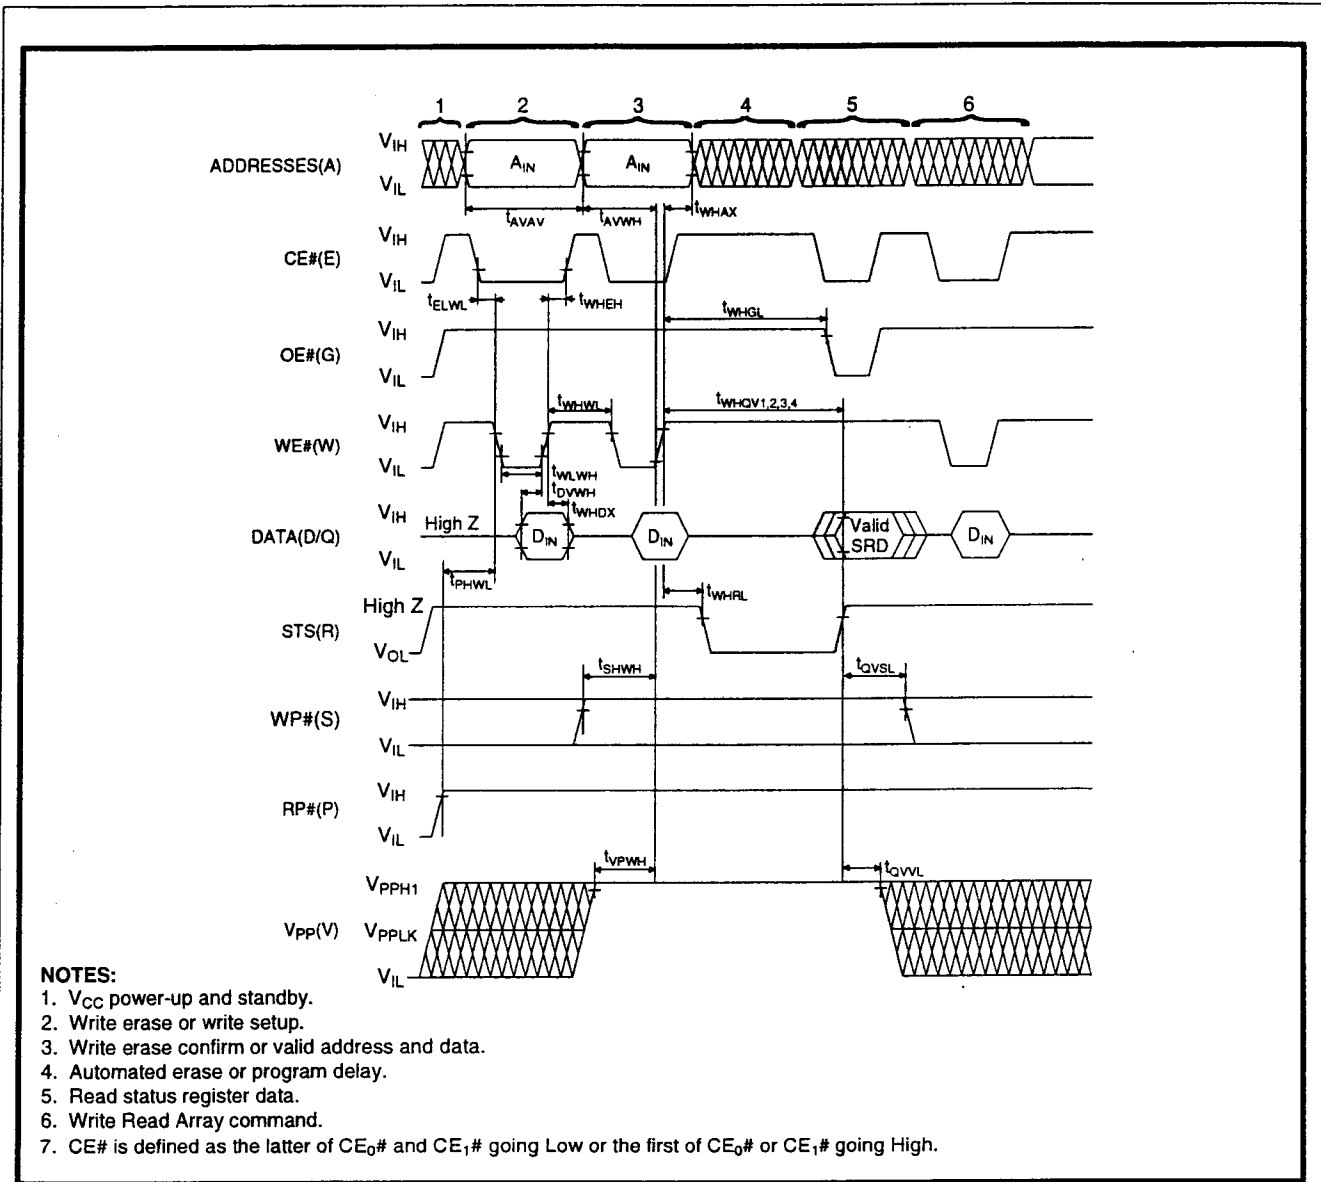 1 2 3 4 5 6
ADDRESSES(A) VIH AIN AIN
VIL
tAVAV tAVWH tWHAX
CE#(E) VIH
VIL
tELWL tWHEH tWHGL
OE#(G) VIH
VIL
tWHWL tWHQV1,2,3,4
WE#(W) VIH
VIL
tWLWH
tDVWH
tWHDX
DATA(D/Q) VIH High Z DIN DIN Valid SRD DIN
VIL
tPHWL tWHRL
STS(R) High Z
VOL
tSHWH tQVSL
WP#(S) VIH
VIL
RP#(P) VIH
VIL
tVPWH tQVVL
VPP(V) VPPH1
VPPLK
VIL
NOTES:
1. VCC power-up and standby.
2. Write erase or write setup.
3. Write erase confirm or valid address and data.
4. Automated erase or program delay.
5. Read status register data.
6. Write Read Array command.
7. CE# is defined as the latter of CE0# and CE1# going Low or the first of CE0# or CE1# going High.